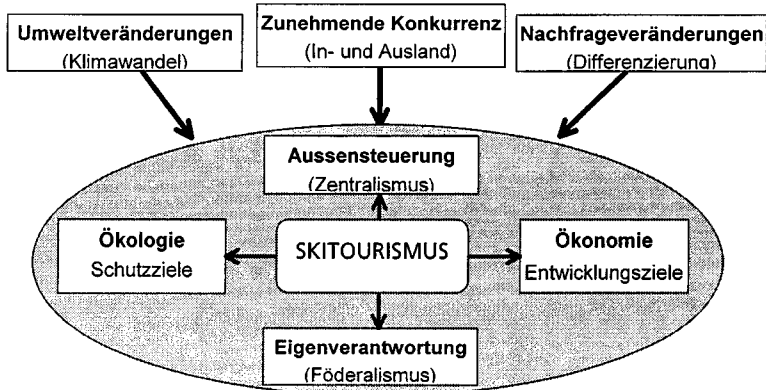 Umweltveränderungen
(Klimawandel)
Zunehmende Konkurrenz
(In- und Ausland)
Nachfrageveränderungen
(Differenzierung)
Aussensteuerung
(Zentralismus)
Ökologie
Schutzziele
SKITOURISMUS
Ökonomie
Entwicklungsziele
Eigenverantwortung
(Föderalismus)